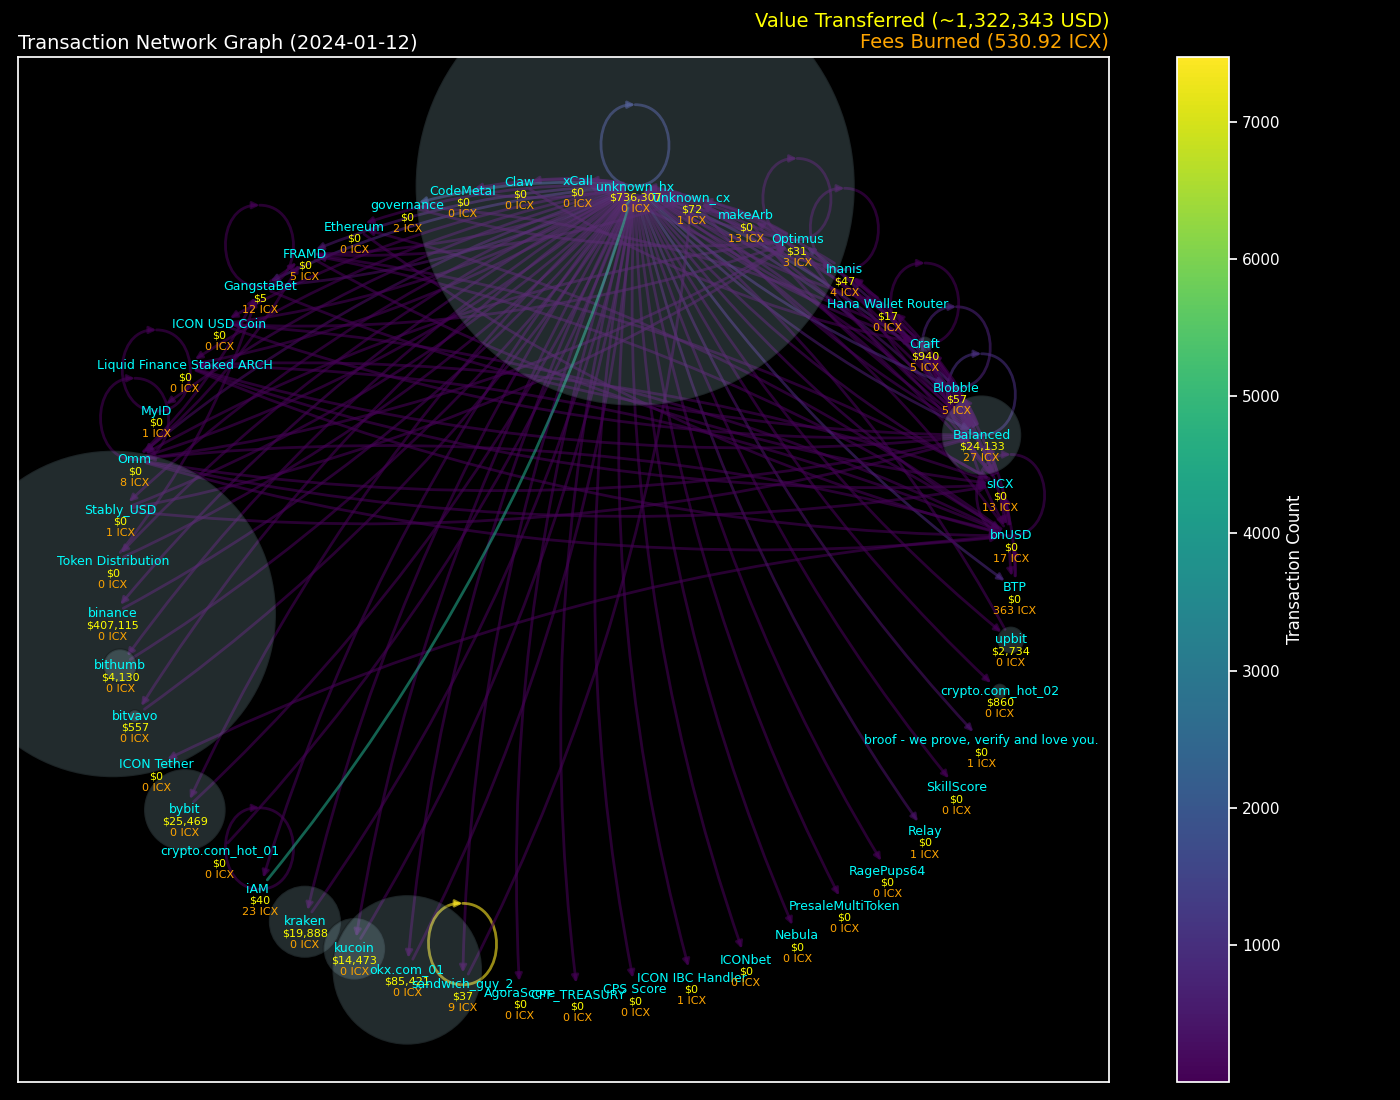 Value Transferred (~1,322,343 USD)
Transaction Network Graph (2024-01-12)
Fees Burned (530.92 ICX)
unknown_hx
$736,307
0 ICX
xCall
$0
0 ICX
Claw
$0
0 ICX
CodeMetal
$0
0 ICX
governance
$0
2 ICX
Ethereum
$0
0 ICX
FRAMD
$0
5 ICX
GangstaBet
$5
12 ICX
ICON USD Coin
$0
0 ICX
Liquid Finance Staked ARCH
$0
0 ICX
MyID
$0
1 ICX
Omm
$0
8 ICX
Stably_USD
$0
1 ICX
Token Distribution
$0
0 ICX
binance
$407,115
0 ICX
bithumb
$4,130
0 ICX
bitvavo
$557
0 ICX
ICON Tether
$0
0 ICX
bybit
$25,469
0 ICX
crypto.com_hot_01
$0
0 ICX
iAM
$40
23 ICX
kraken
$19,888
0 ICX
kucoin
$14,473
0 ICX
okx.com_01
$85,421
0 ICX
sandwich_guy_2
$37
9 ICX
AgoraScore
$0
0 ICX
CPF_TREASURY
$0
0 ICX
CPS Score
$0
0 ICX
ICON IBC Handler
$0
1 ICX
ICONbet
$0
0 ICX
Nebula
$0
0 ICX
PresaleMultiToken
$0
0 ICX
RagePups64
$0
0 ICX
Relay
$0
1 ICX
SkillScore
$0
0 ICX
broof - we prove, verify and love you.
$0
1 ICX
crypto.com_hot_02
$860
0 ICX
upbit
$2,734
0 ICX
BTP
$0
363 ICX
bnUSD
$0
17 ICX
sICX
$0
13 ICX
Balanced
$24,133
27 ICX
Blobble
$57
5 ICX
Craft
$940
5 ICX
Hana Wallet Router
$17
0 ICX
Inanis
$47
4 ICX
Optimus
$31
3 ICX
makeArb
$0
13 ICX
unknown_cx
$72
1 ICX
7000
6000
5000
4000
3000
2000
1000
Transaction Count